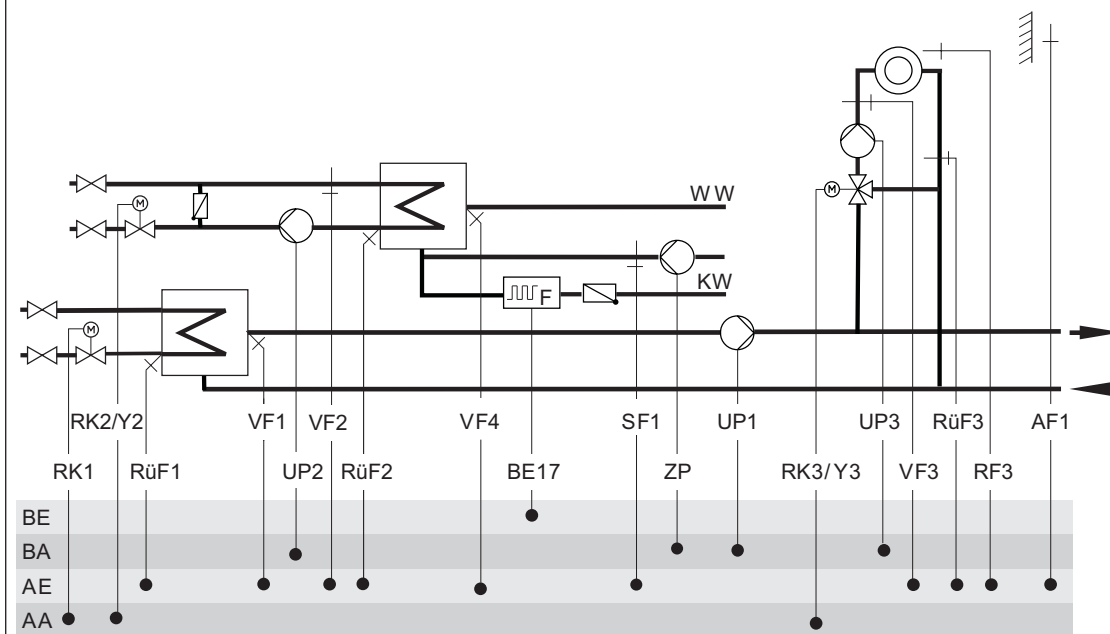 M
WW
M
F
KW
M
RK2/Y2 VF1 VF2 VF4 SF1 UP1 UP3 RüF3 AF1
RK1 RüF1 UP2 RüF2 BE17 ZP RK3/Y3 VF3 RF3
BE
BA
AE
AA